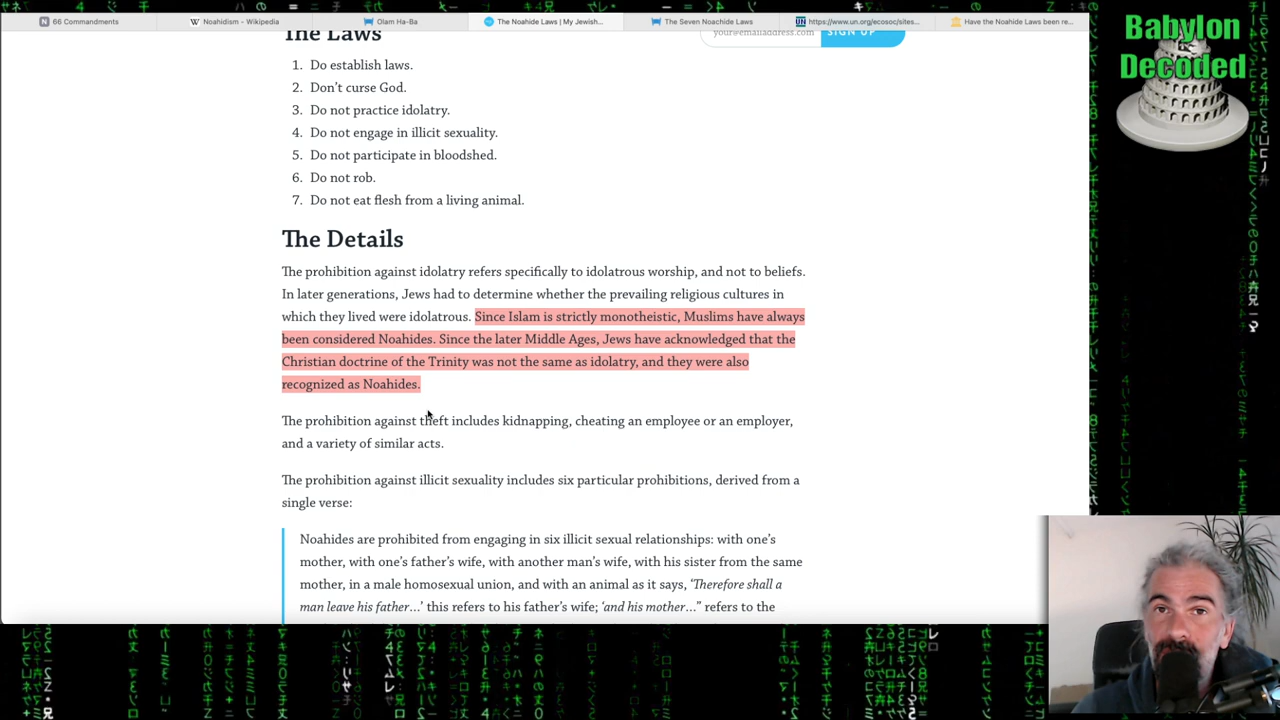 66 Commandments
Noahidism - Wikipedia
Olam Ha-Ba
The Noahide Laws | My Jewish...
The Seven Noachide Laws
https://www.un.org/ecosoc/sites...
Have the Noahide Laws been re...
The Laws
your@emailaddress.com
SIGN UP
1. Do establish laws.
2. Don’t curse God.
3. Do not practice idolatry.
4. Do not engage in illicit sexuality.
5. Do not participate in bloodshed.
6. Do not rob.
7. Do not eat flesh from a living animal.
The Details
The prohibition against idolatry refers specifically to idolatrous worship, and not to beliefs.
In later generations, Jews had to determine whether the prevailing religious cultures in
which they lived were idolatrous. Since Islam is strictly monotheistic, Muslims have always
been considered Noahides. Since the later Middle Ages, Jews have acknowledged that the
Christian doctrine of the Trinity was not the same as idolatry, and they were also
recognized as Noahides.
The prohibition against theft includes kidnapping, cheating an employee or an employer,
and a variety of similar acts.
The prohibition against illicit sexuality includes six particular prohibitions, derived from a
single verse:
Noahides are prohibited from engaging in six illicit sexual relationships: with one’s
mother, with one’s father’s wife, with another man’s wife, with his sister from the same
mother, in a male homosexual union, and with an animal as it says, ‘Therefore shall a
man leave his father…’ this refers to his father’s wife; ‘and his mother…” refers to the
Babylon
Decoded